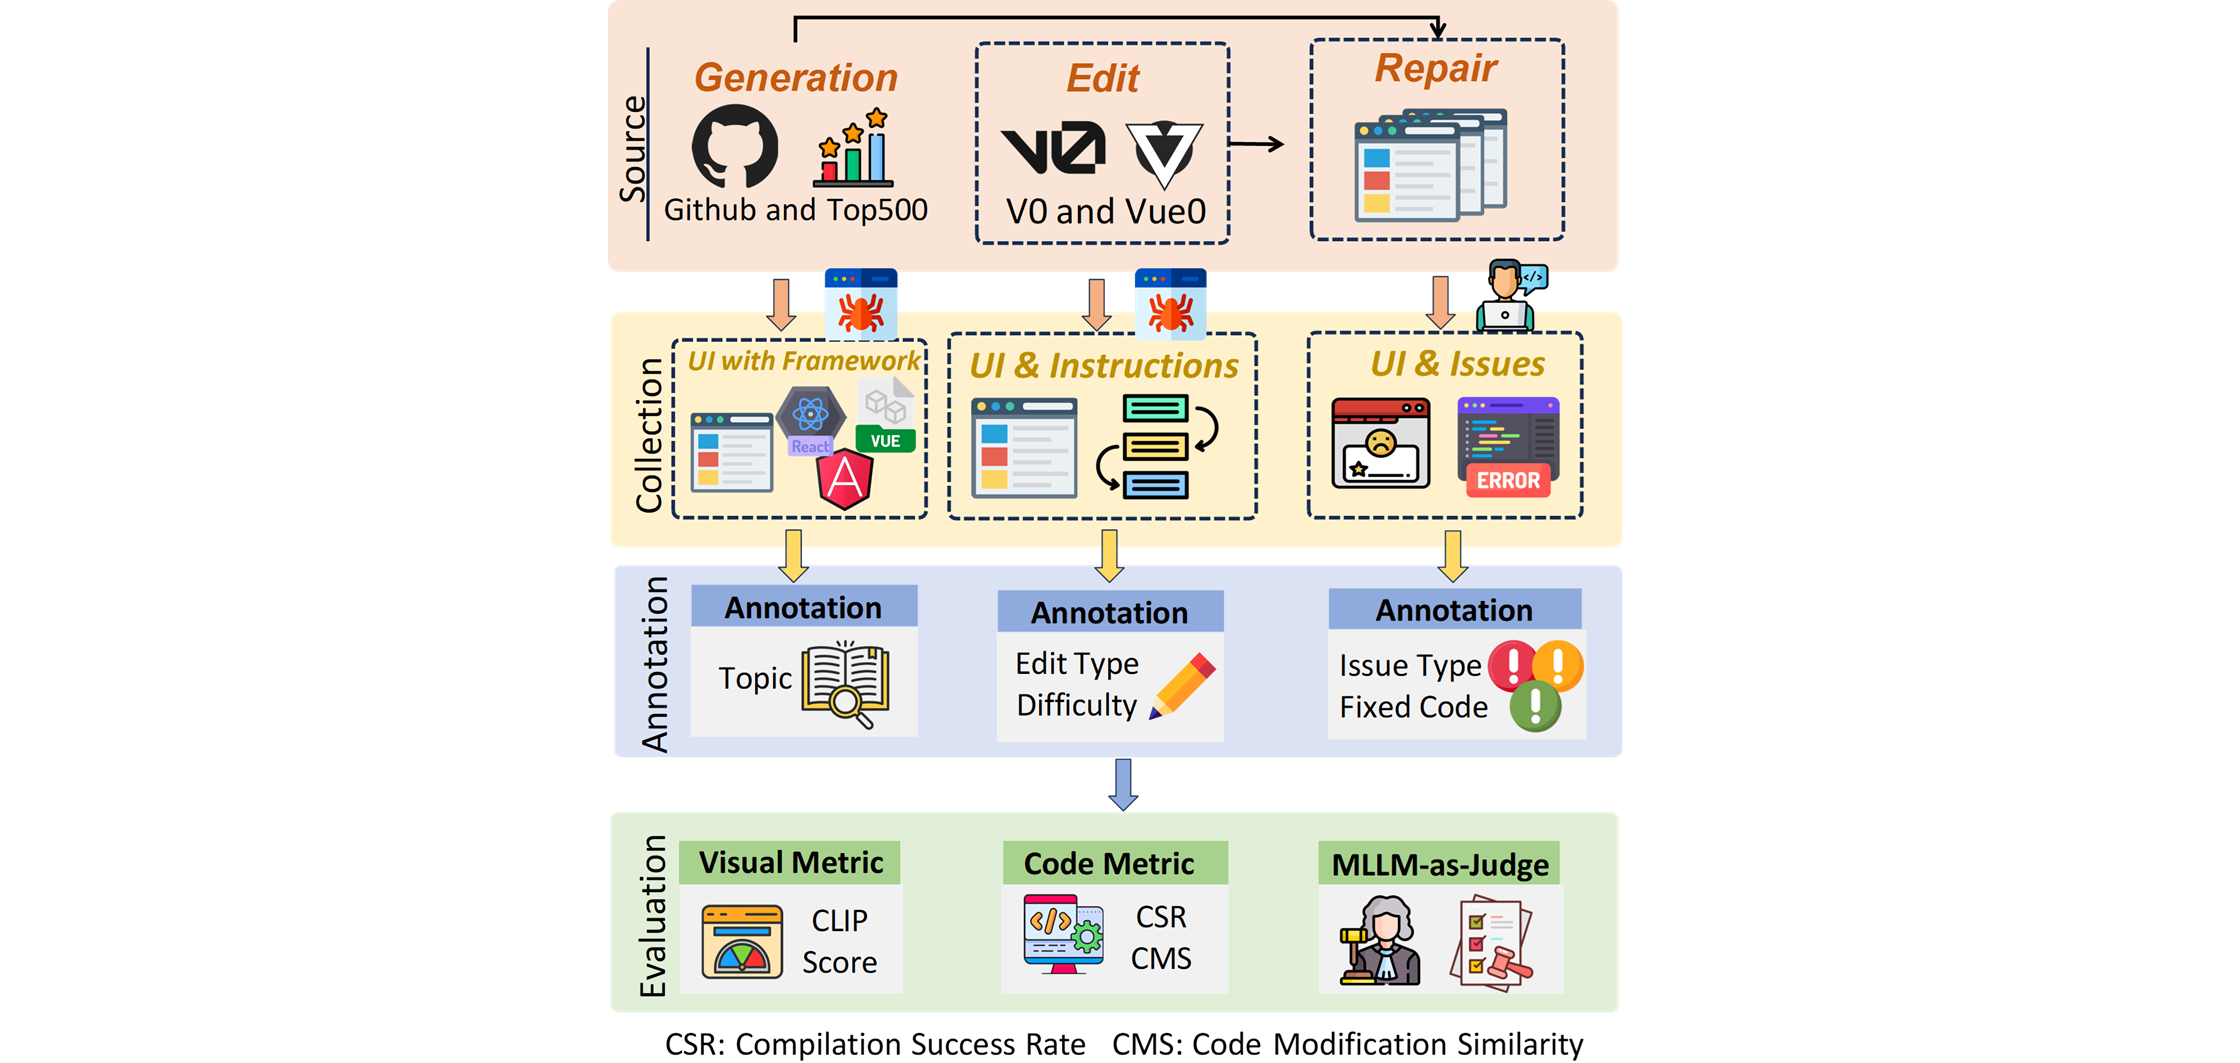 Source
Generation
Github and Top500
Edit
V0
V0 and Vue0
Repair
Collection
UI with Framework
React
VUE
A
UI & Instructions
UI & Issues
</>
ERROR
Annotation
Annotation
Topic
Annotation
Edit Type
Difficulty
Annotation
Issue Type
Fixed Code
Evaluation
Visual Metric
CLIP
Score
Code Metric
</>
CSR
CMS
MLLM-as-Judge
CSR: Compilation Success Rate CMS: Code Modification Similarity